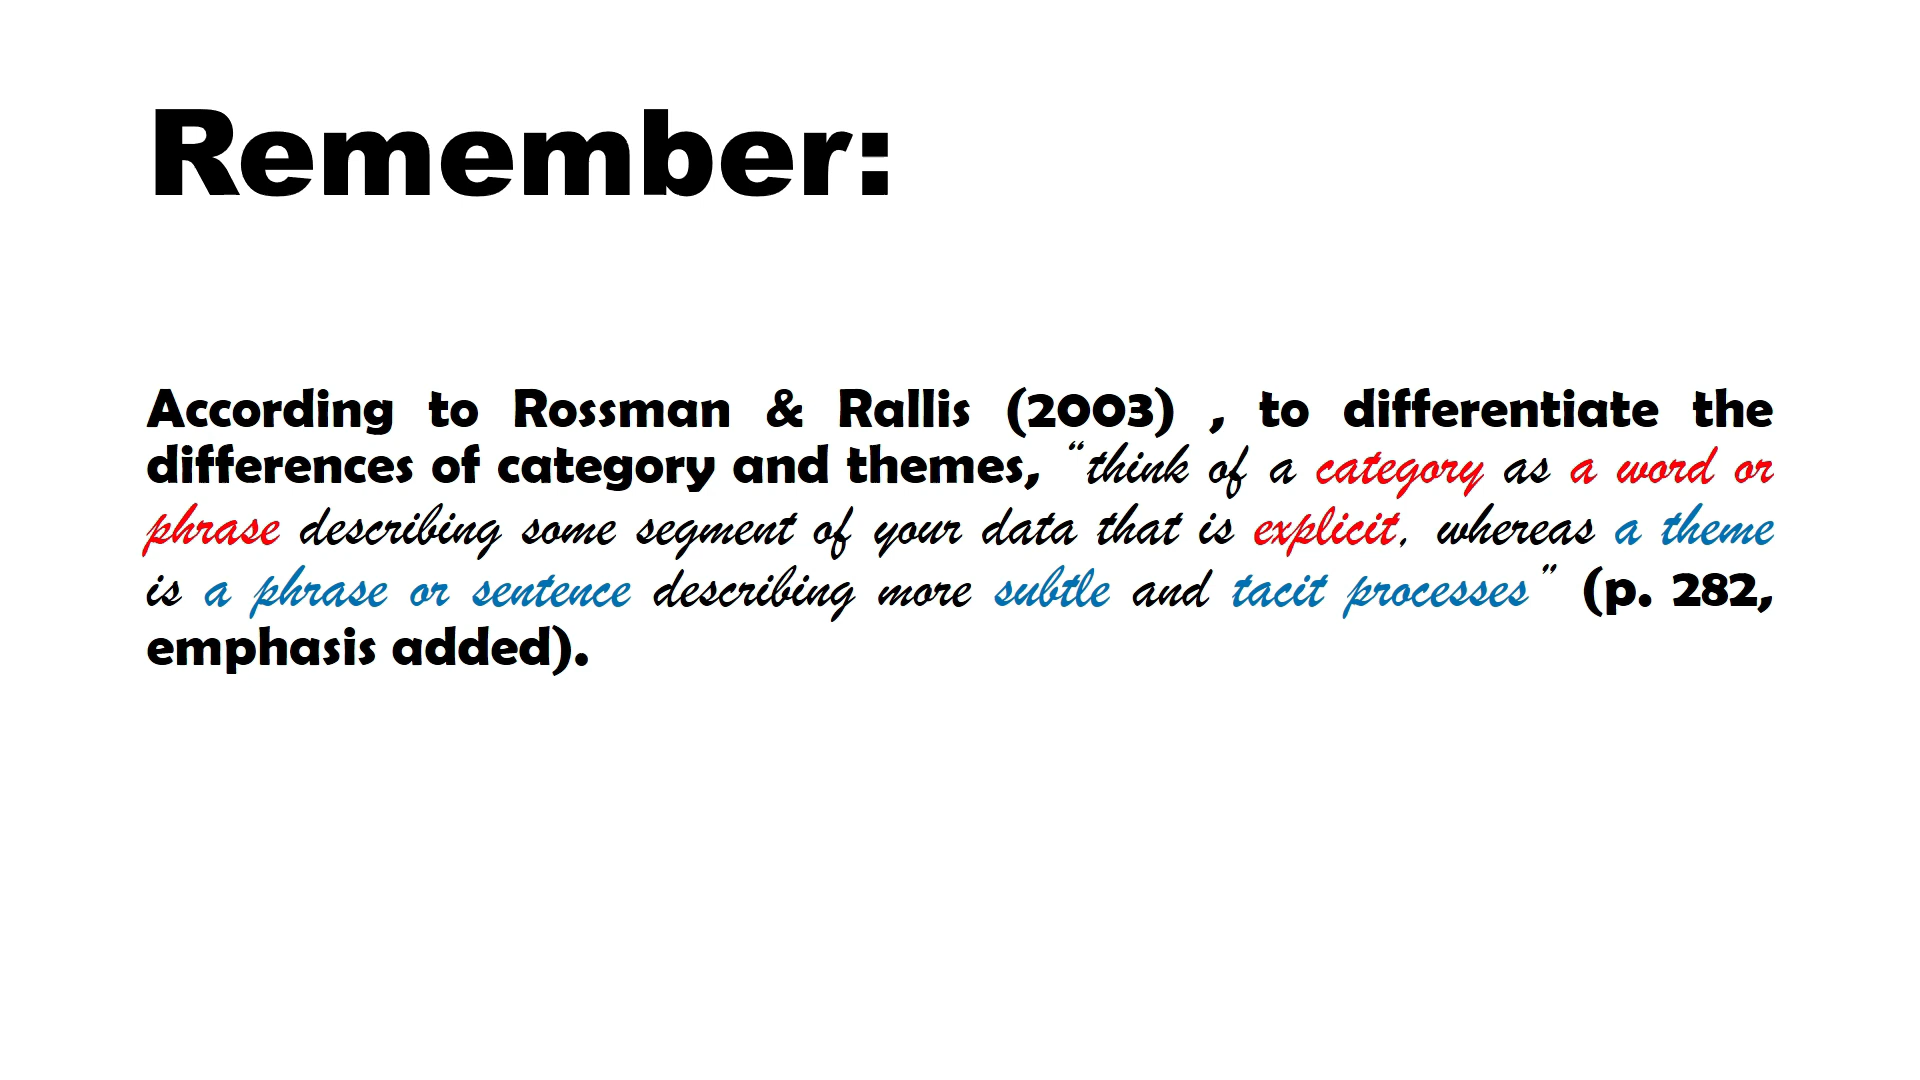 Remember:
According to Rossman & Rallis (2003) , to differentiate the
differences of category and themes, “think of a category as a word or
phrase describing some segment of your data that is explicit, whereas a theme
is a phrase or sentence describing more subtle and tacit processes” (p. 282,
emphasis added).